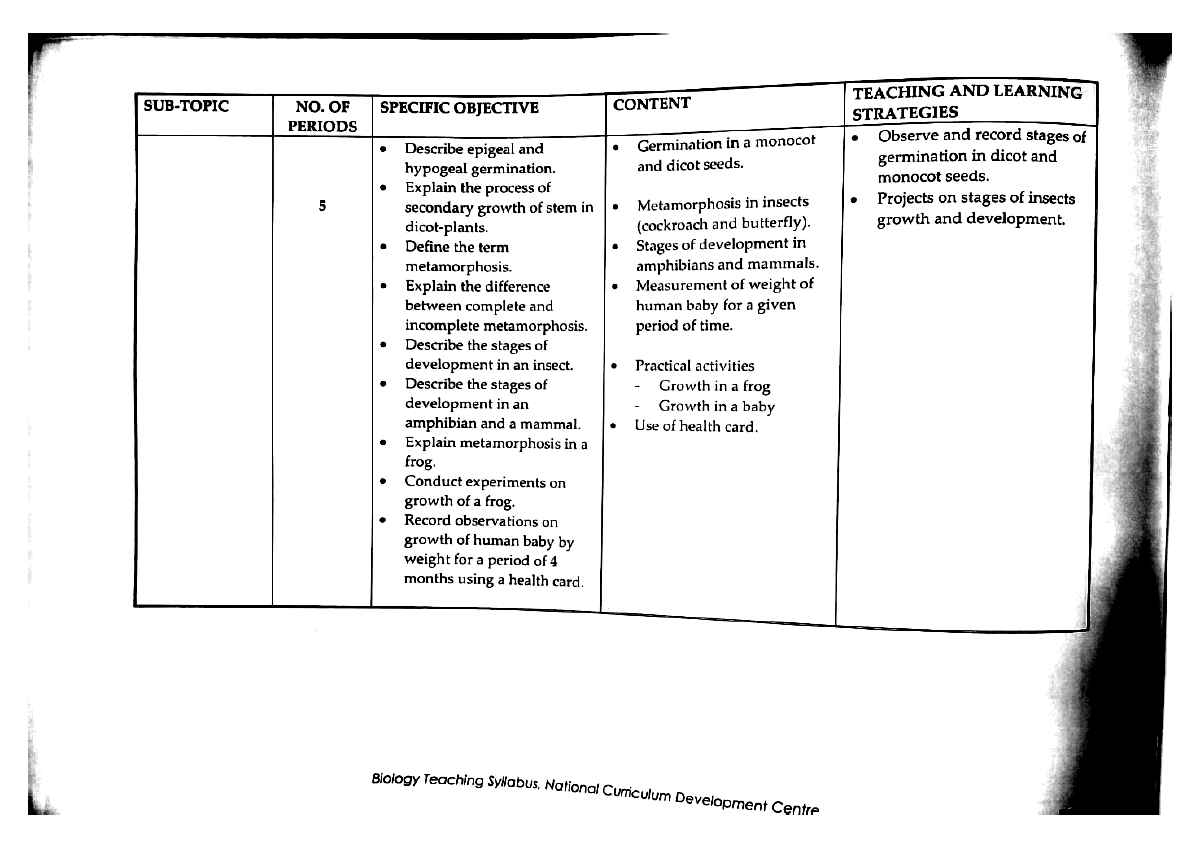 SUB-TOPIC
NO. OF
PERIODS
SPECIFIC OBJECTIVE
CONTENT
TEACHING AND LEARNING
STRATEGIES
5
• Describe epigeal and
hypogeal germination.
• Explain the process of
secondary growth of stem in
dicot-plants.
• Define the term
metamorphosis.
• Explain the difference
between complete and
incomplete metamorphosis.
• Describe the stages of
development in an insect.
• Describe the stages of
development in an
amphibian and a mammal.
• Explain metamorphosis in a
frog.
• Conduct experiments on
growth of a frog.
• Record observations on
growth of human baby by
weight for a period of 4
months using a health card.
• Germination in a monocot
and dicot seeds.
• Metamorphosis in insects
(cockroach and butterfly).
• Stages of development in
amphibians and mammals.
• Measurement of weight of
human baby for a given
period of time.
• Practical activities
- Growth in a frog
- Growth in a baby
• Use of health card.
• Observe and record stages of
germination in dicot and
monocot seeds.
• Projects on stages of insects
growth and development.
Biology Teaching Syllabus, National Curriculum Development Centre